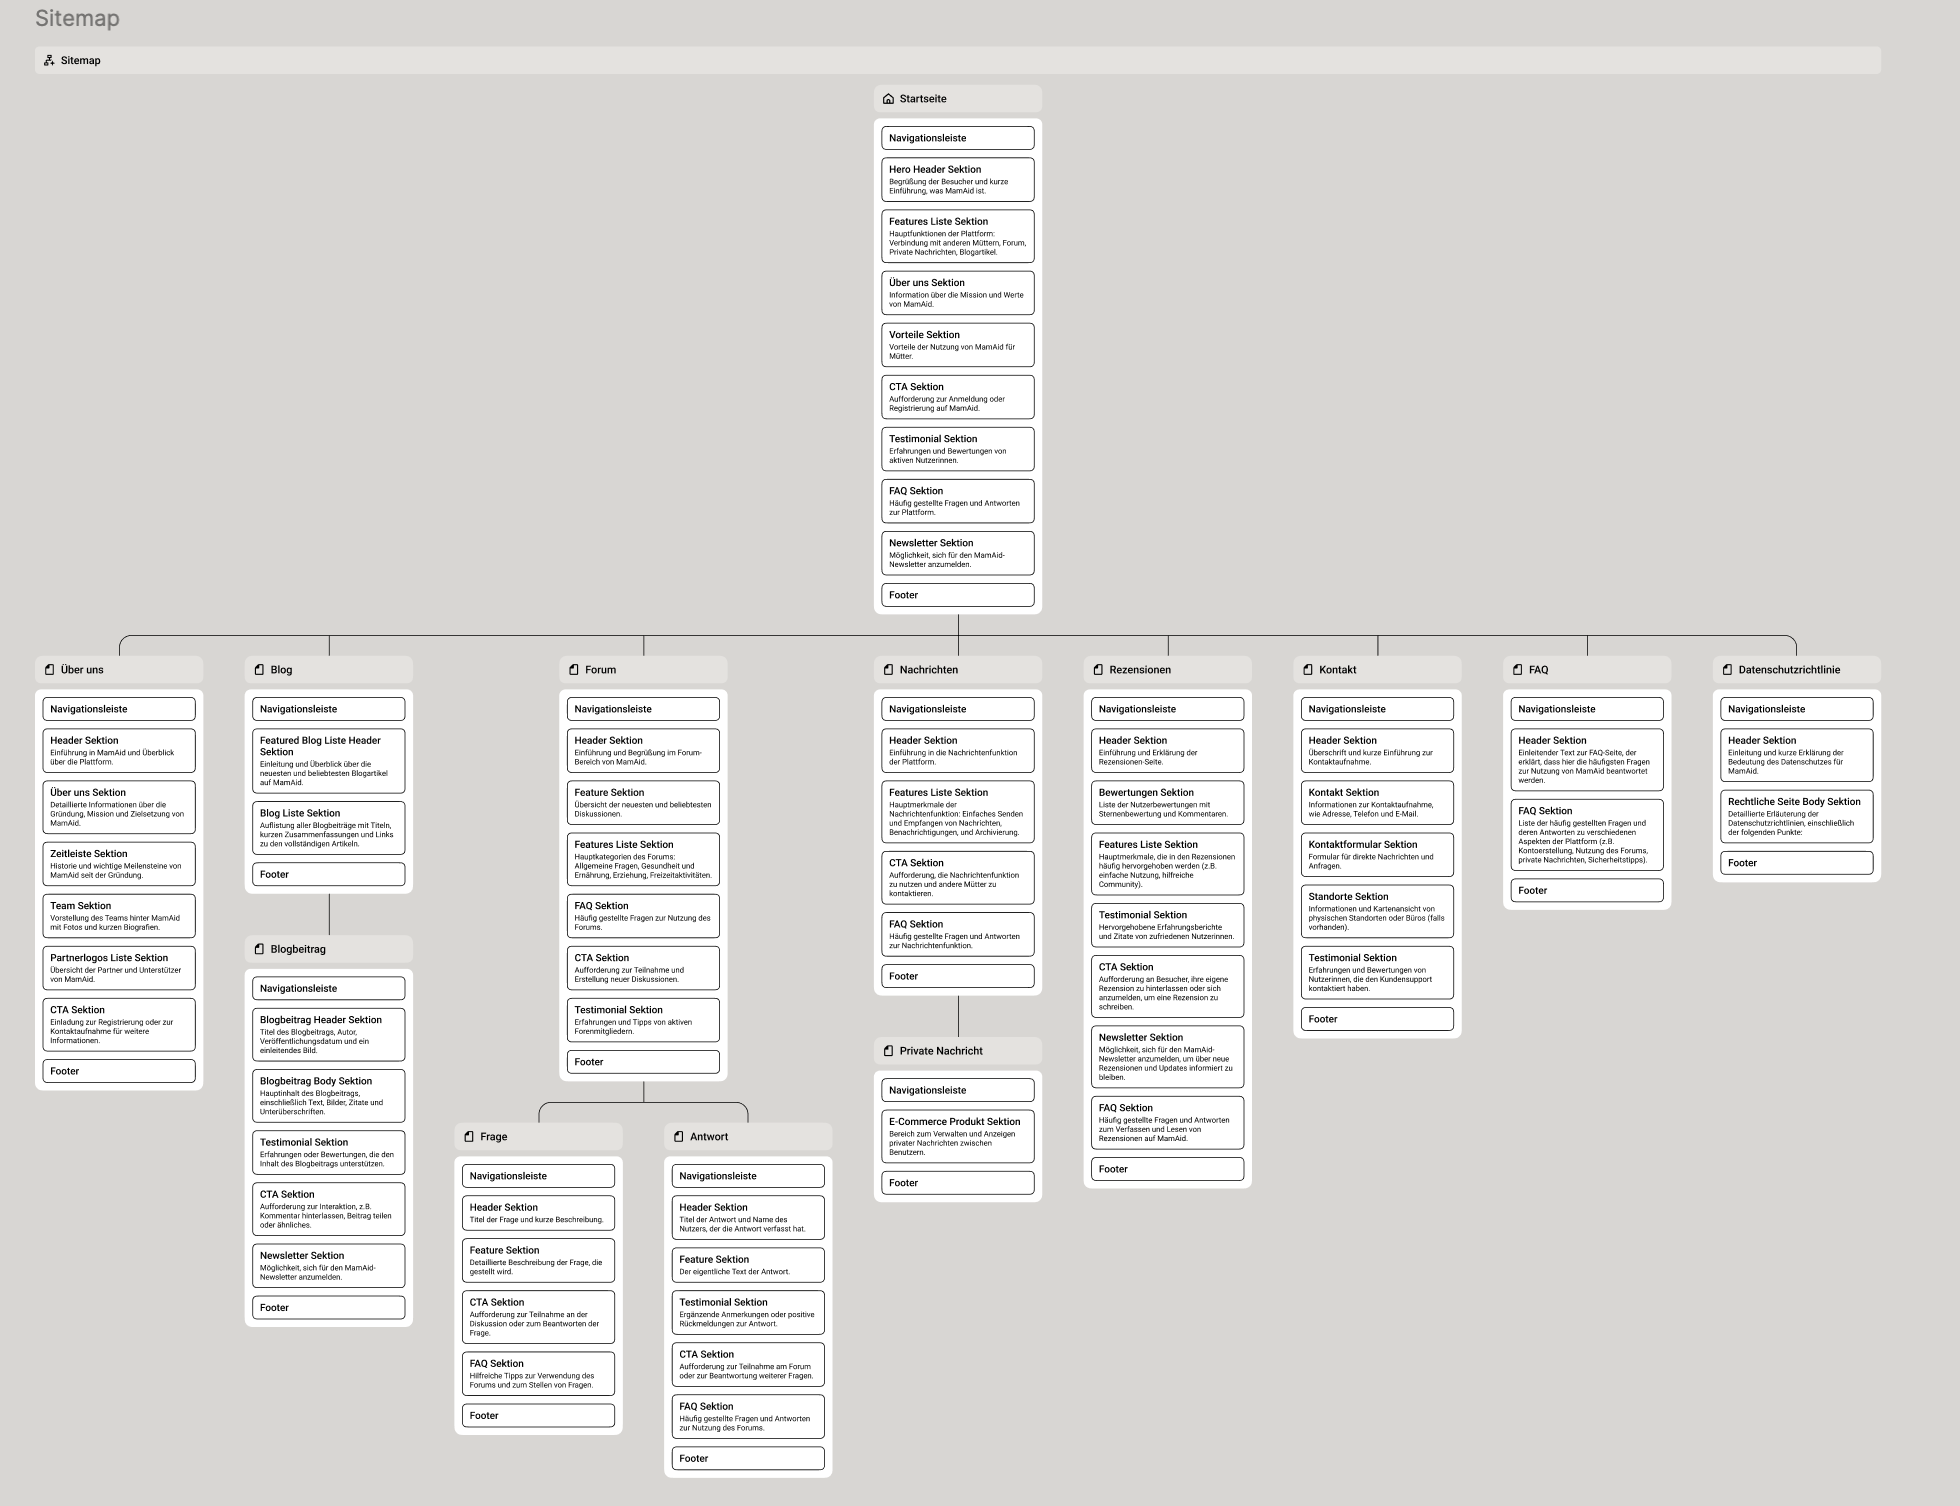 Sitemap
Sitemap
Startseite
Navigationsleiste
Hero Header Sektion
Begrüßung der Besucher und kurze
Einführung, was MamAid ist.
Features Liste Sektion
Hauptfunktionen der Plattform:
Verbindung mit anderen Müttern, Forum,
Private Nachrichten, Blogartikel.
Über uns Sektion
Information über die Mission und Werte
von MamAid.
Vorteile Sektion
Vorteile der Nutzung von MamAid für
Mütter.
CTA Sektion
Aufforderung zur Anmeldung oder
Registrierung auf MamAid.
Testimonial Sektion
Erfahrungen und Bewertungen von
aktiven Nutzerinnen.
FAQ Sektion
Häufig gestellte Fragen und Antworten
zur Plattform.
Newsletter Sektion
Möglichkeit, sich für den MamAid-
Newsletter anzumelden.
Footer
Über uns
Navigationsleiste
Header Sektion
Einführung in MamAid und Überblick
über die Plattform.
Über uns Sektion
Detaillierte Informationen über die
Gründung, Mission und Zielsetzung von
MamAid.
Zeitleiste Sektion
Historie und wichtige Meilensteine von
MamAid seit der Gründung.
Team Sektion
Vorstellung des Teams hinter MamAid
mit Fotos und kurzen Biografien.
Partnerlogos Liste Sektion
Übersicht der Partner und Unterstützer
von MamAid.
CTA Sektion
Einladung zur Registrierung oder zur
Kontaktaufnahme für weitere
Informationen.
Footer
Blog
Navigationsleiste
Featured Blog Liste Header
Sektion
Einleitung und Überblick über die
neuesten und beliebtesten Blogartikel
auf MamAid.
Blog Liste Sektion
Auflistung aller Blogbeiträge mit Titeln,
kurzen Zusammenfassungen und Links
zu den vollständigen Artikeln.
Footer
Blogbeitrag
Navigationsleiste
Blogbeitrag Header Sektion
Titel des Blogbeitrags, Autor,
Veröffentlichungsdatum und ein
einleitendes Bild.
Blogbeitrag Body Sektion
Hauptinhalt des Blogbeitrags,
einschließlich Text, Bilder, Zitate und
Unterüberschriften.
Testimonial Sektion
Erfahrungen oder Bewertungen, die den
Inhalt des Blogbeitrags unterstützen.
CTA Sektion
Aufforderung zur Interaktion, z.B.
Kommentar hinterlassen, Beitrag teilen
oder ähnliches.
Newsletter Sektion
Möglichkeit, sich für den MamAid-
Newsletter anzumelden.
Footer
Forum
Navigationsleiste
Header Sektion
Einführung und Begrüßung im Forum-
Bereich von MamAid.
Feature Sektion
Übersicht der neuesten und beliebtesten
Diskussionen.
Features Liste Sektion
Hauptkategorien des Forums:
Allgemeine Fragen, Gesundheit und
Ernährung, Erziehung, Freizeitaktivitäten.
FAQ Sektion
Häufig gestellte Fragen zur Nutzung des
Forums.
CTA Sektion
Aufforderung zur Teilnahme und
Erstellung neuer Diskussionen.
Testimonial Sektion
Erfahrungen und Tipps von aktiven
Forenmitgliedern.
Footer
Frage
Navigationsleiste
Header Sektion
Titel der Frage und kurze Beschreibung.
Feature Sektion
Detaillierte Beschreibung der Frage, die
gestellt wird.
CTA Sektion
Aufforderung zur Teilnahme an der
Diskussion oder zum Beantworten der
Frage.
FAQ Sektion
Hilfreiche Tipps zur Verwendung des
Forums und zum Stellen von Fragen.
Footer
Antwort
Navigationsleiste
Header Sektion
Titel der Antwort und Name des
Nutzers, der die Antwort verfasst hat.
Feature Sektion
Der eigentliche Text der Antwort.
Testimonial Sektion
Ergänzende Anmerkungen oder positive
Rückmeldungen zur Antwort.
CTA Sektion
Aufforderung zur Teilnahme am Forum
oder zur Beantwortung weiterer Fragen.
FAQ Sektion
Häufig gestellte Fragen und Antworten
zur Nutzung des Forums.
Footer
Nachrichten
Navigationsleiste
Header Sektion
Einführung in die Nachrichtenfunktion
der Plattform.
Features Liste Sektion
Hauptmerkmale der
Nachrichtenfunktion: Einfaches Senden
und Empfangen von Nachrichten,
Benachrichtigungen, und Archivierung.
CTA Sektion
Aufforderung, die Nachrichtenfunktion
zu nutzen und andere Mütter zu
kontaktieren.
FAQ Sektion
Häufig gestellte Fragen und Antworten
zur Nachrichtenfunktion.
Footer
Private Nachricht
Navigationsleiste
E-Commerce Produkt Sektion
Bereich zum Verwalten und Anzeigen
privater Nachrichten zwischen
Benutzern.
Footer
Rezensionen
Navigationsleiste
Header Sektion
Einführung und Erklärung der
Rezensionen-Seite.
Bewertungen Sektion
Liste der Nutzerbewertungen mit
Sternenbewertung und Kommentaren.
Features Liste Sektion
Hauptmerkmale, die in den Rezensionen
häufig hervorgehoben werden (z.B.
einfache Nutzung, hilfreiche
Community).
Testimonial Sektion
Hervorgehobene Erfahrungsberichte
und Zitate von zufriedenen Nutzerinnen.
CTA Sektion
Aufforderung an Besucher, ihre eigene
Rezension zu hinterlassen oder sich
anzumelden, um eine Rezension zu
schreiben.
Newsletter Sektion
Möglichkeit, sich für den MamAid-
Newsletter anzumelden, um über neue
Rezensionen und Updates informiert zu
bleiben.
FAQ Sektion
Häufig gestellte Fragen und Antworten
zum Verfassen und Lesen von
Rezensionen auf MamAid.
Footer
Kontakt
Navigationsleiste
Header Sektion
Überschrift und kurze Einführung zur
Kontaktaufnahme.
Kontakt Sektion
Informationen zur Kontaktaufnahme,
wie Adresse, Telefon und E-Mail.
Kontaktformular Sektion
Formular für direkte Nachrichten und
Anfragen.
Standorte Sektion
Informationen und Kartenansicht von
physischen Standorten oder Büros (falls
vorhanden).
Testimonial Sektion
Erfahrungen und Bewertungen von
Nutzerinnen, die den Kundensupport
kontaktiert haben.
Footer
FAQ
Navigationsleiste
Header Sektion
Einleitender Text zur FAQ-Seite, der
erklärt, dass hier die häufigsten Fragen
zur Nutzung von MamAid beantwortet
werden.
FAQ Sektion
Liste der häufig gestellten Fragen und
deren Antworten zu verschiedenen
Aspekten der Plattform (z.B.
Kontoerstellung, Nutzung des Forums,
private Nachrichten, Sicherheitstipps).
Footer
Datenschutzrichtlinie
Navigationsleiste
Header Sektion
Einleitung und kurze Erklärung der
Bedeutung des Datenschutzes für
MamAid.
Rechtliche Seite Body Sektion
Detaillierte Erläuterung der
Datenschutzrichtlinien, einschließlich
der folgenden Punkte:
Footer